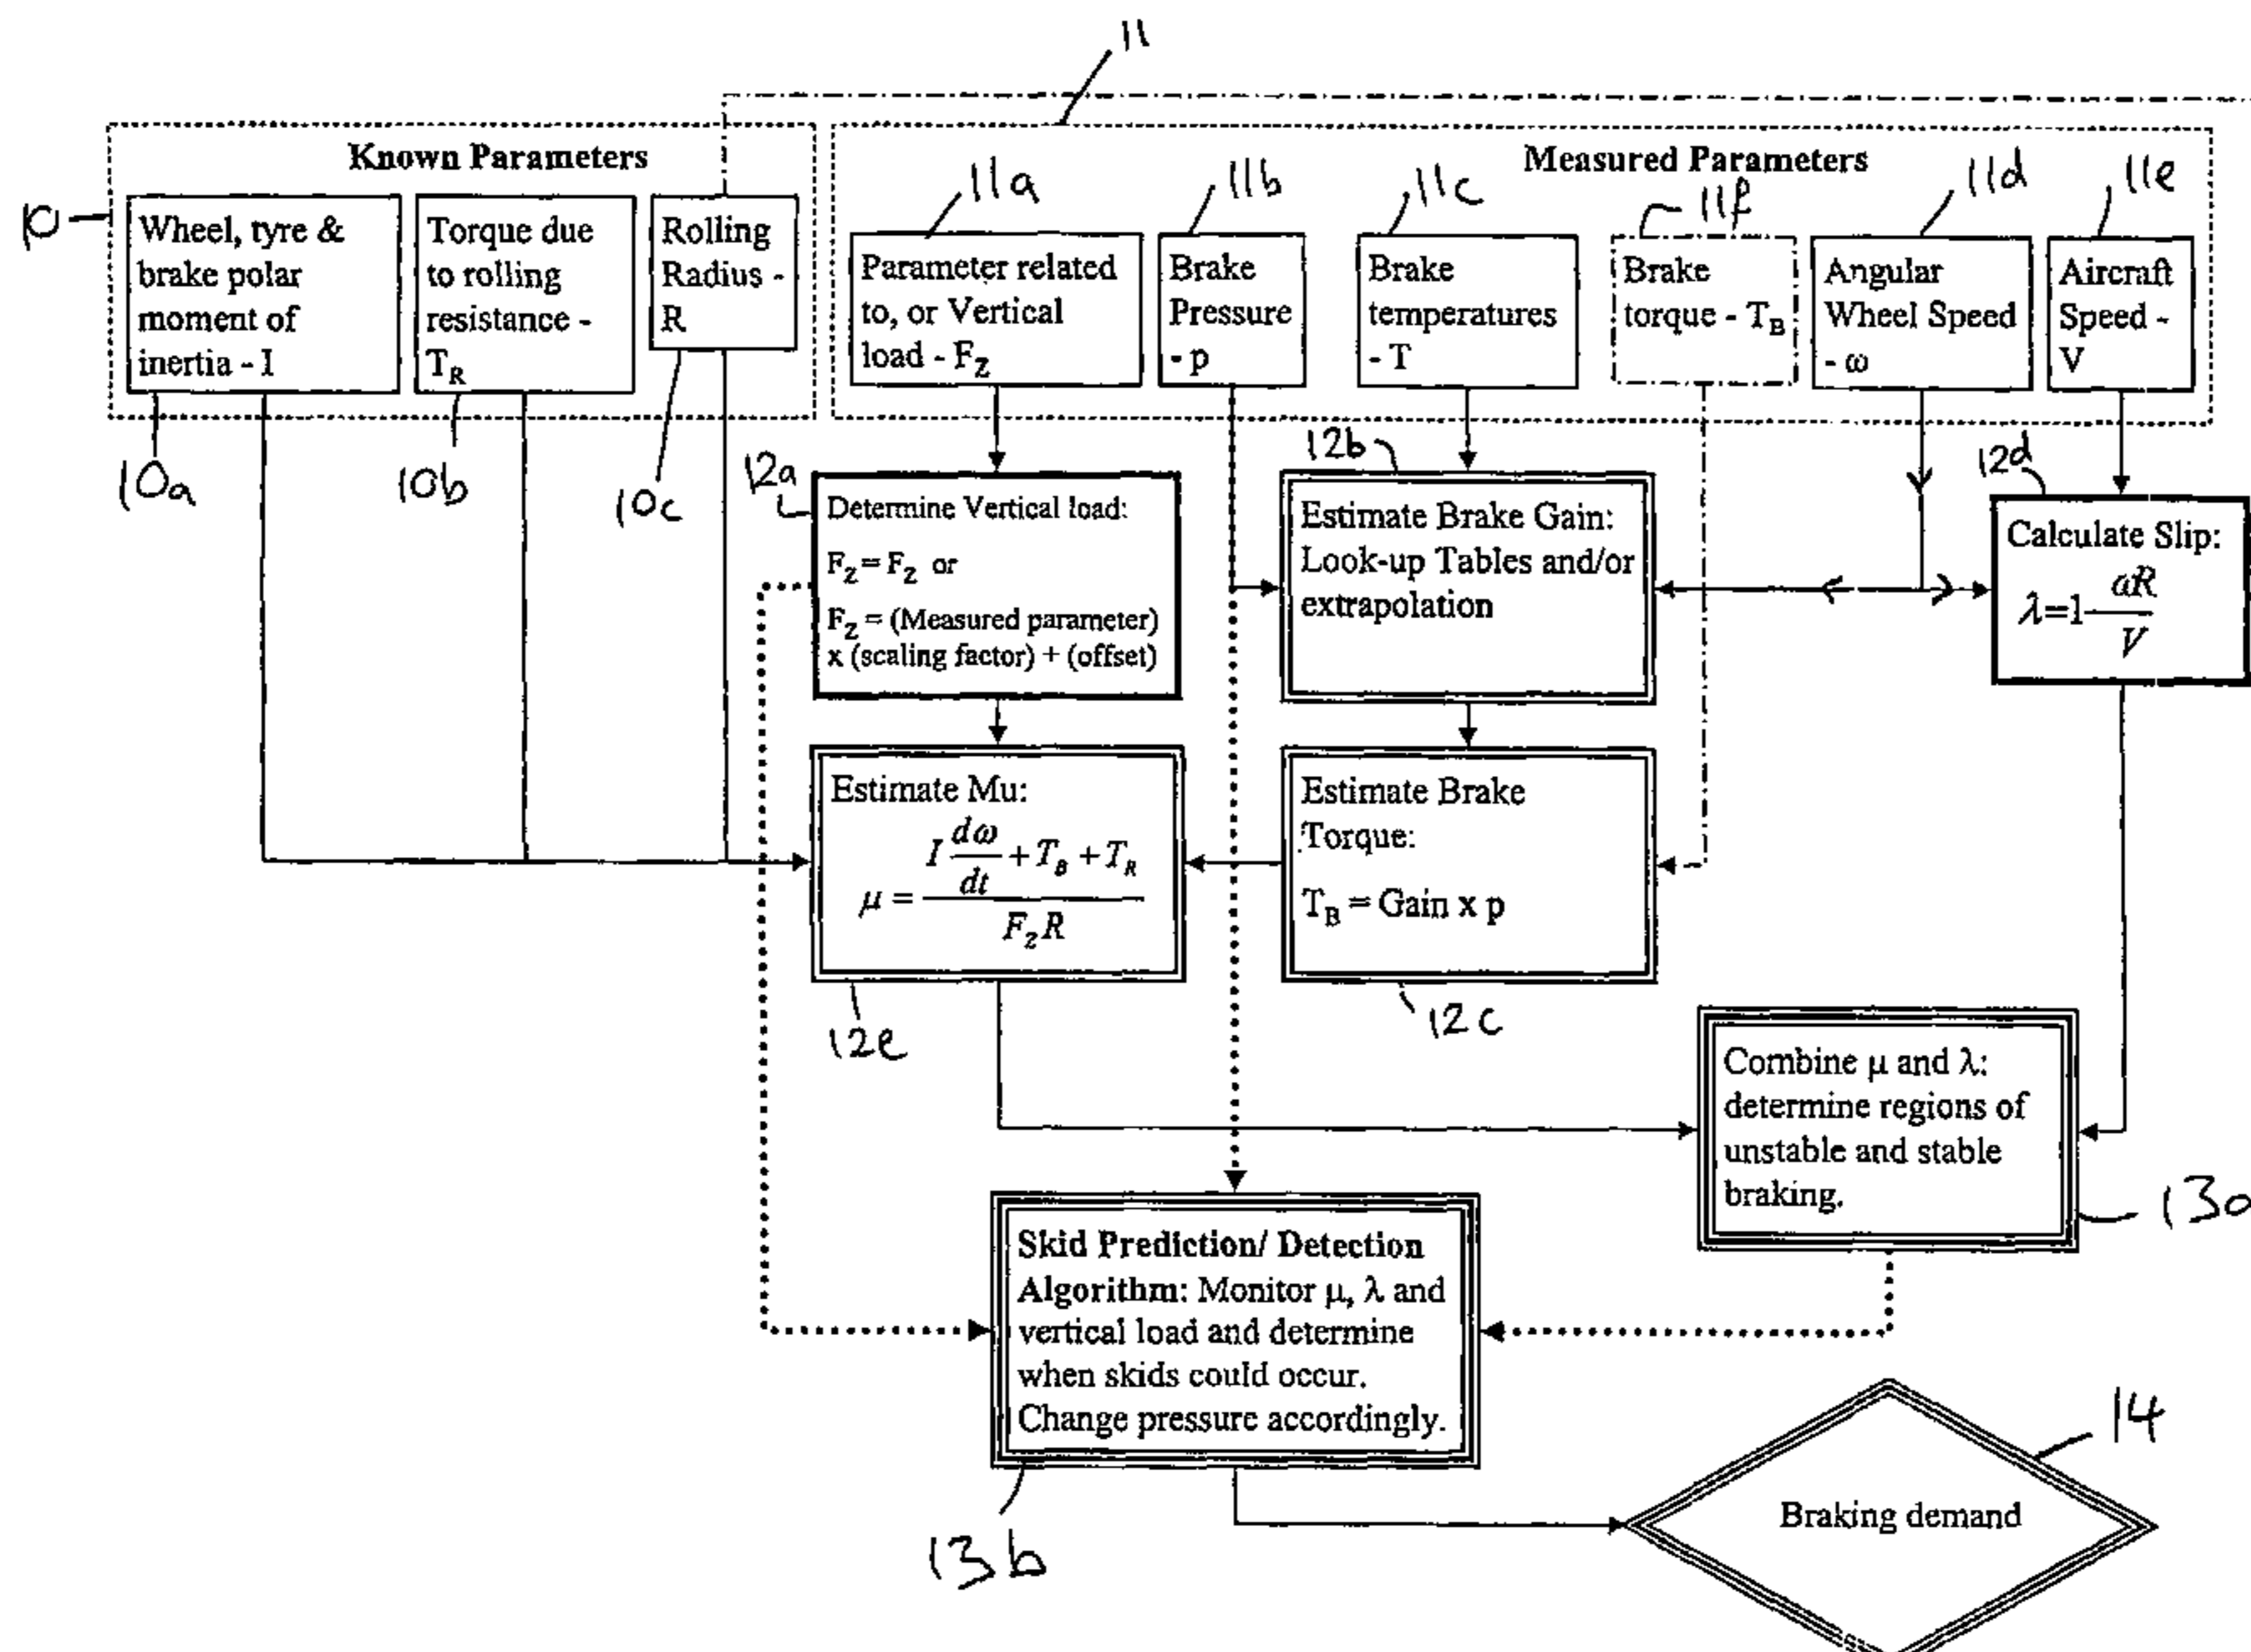 11
Known Parameters
Measured Parameters
10
Wheel, tyre &
brake polar
moment of
inertia - I
10a
Torque due
to rolling
resistance -
T_R
10b
Rolling
Radius -
R
10c
11a
Parameter related
to, or Vertical
load - F_Z
11b
Brake
Pressure
- p
11c
Brake
temperatures
- T
11f
Brake
torque - T_B
11d
Angular
Wheel Speed
- ω
11e
Aircraft
Speed -
V
12a
Determine Vertical load:
F_Z = F_Z or
F_Z = (Measured parameter)
x (scaling factor) + (offset)
12b
Estimate Brake Gain:
Look-up Tables and/or
extrapolation
12d
Calculate Slip:
λ=1-ωR/V
Estimate Mu:
μ = (I dω/dt + T_B + T_R) / (F_Z R)
12e
Estimate Brake
Torque:
T_B = Gain x p
12c
Combine μ and λ:
determine regions of
unstable and stable
braking.
Skid Prediction/ Detection
Algorithm: Monitor μ, λ and
vertical load and determine
when skids could occur.
Change pressure accordingly.
13b
14
Braking demand